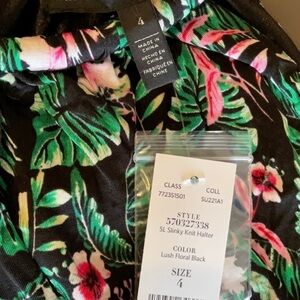 4
MADE IN
CHINA
HECHO EN
CHINA
FABRIQUÉ EN
CHINE
CLASS COLL
772351501 SU221A1
STYLE
570327338
SL Slinky Knit Halter
COLOR
Lush Floral Black
SIZE
4